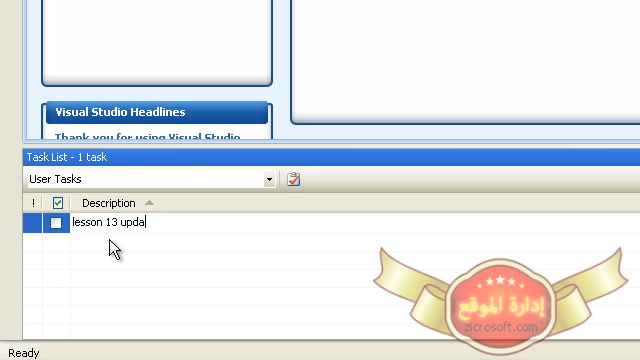 Visual Studio Headlines
Thank you for using Visual Studio
Task List - 1 task
User Tasks
! Description
lesson 13 upda
إدارة الموقع
zicrosoft.com
Ready